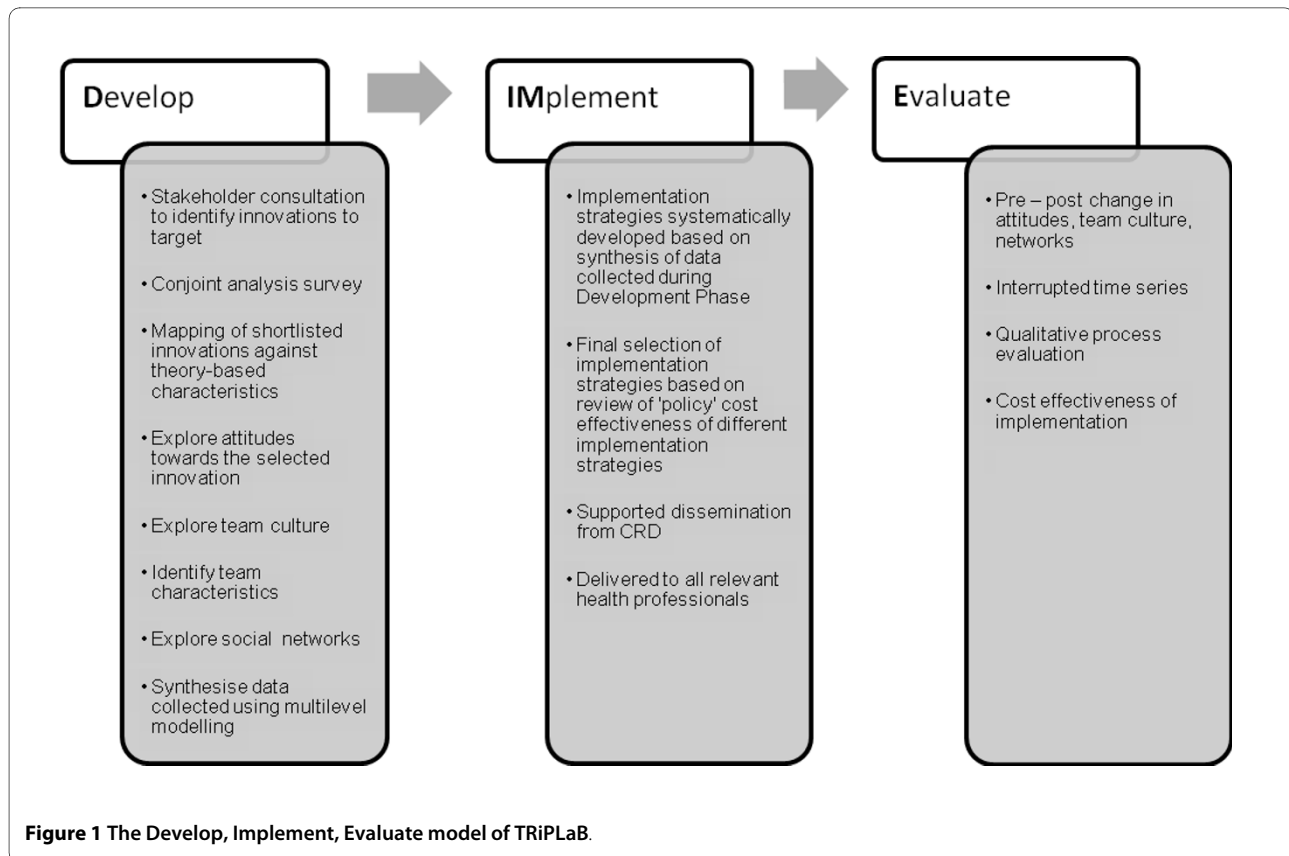 Develop
• Stakeholder consultation
to identify innovations to
target
• Conjoint analysis survey
• Mapping of shortlisted
innovations against
theory-based
characteristics
• Explore attitudes
towards the selected
innovation
• Explore team culture
• Identify team
characteristics
• Explore social networks
• Synthesise data
collected using multilevel
modelling
IMplement
• Implementation
strategies systematically
developed based on
synthesis of data
collected during
Development Phase
• Final selection of
implementation
strategies based on
review of 'policy' cost
effectiveness of different
implementation
strategies
• Supported dissemination
from CRD
• Delivered to all relevant
health professionals
Evaluate
• Pre – post change in
attitudes, team culture,
networks
• Interrupted time series
• Qualitative process
evaluation
• Cost effectiveness of
implementation
Figure 1 The Develop, Implement, Evaluate model of TRiPLaB.